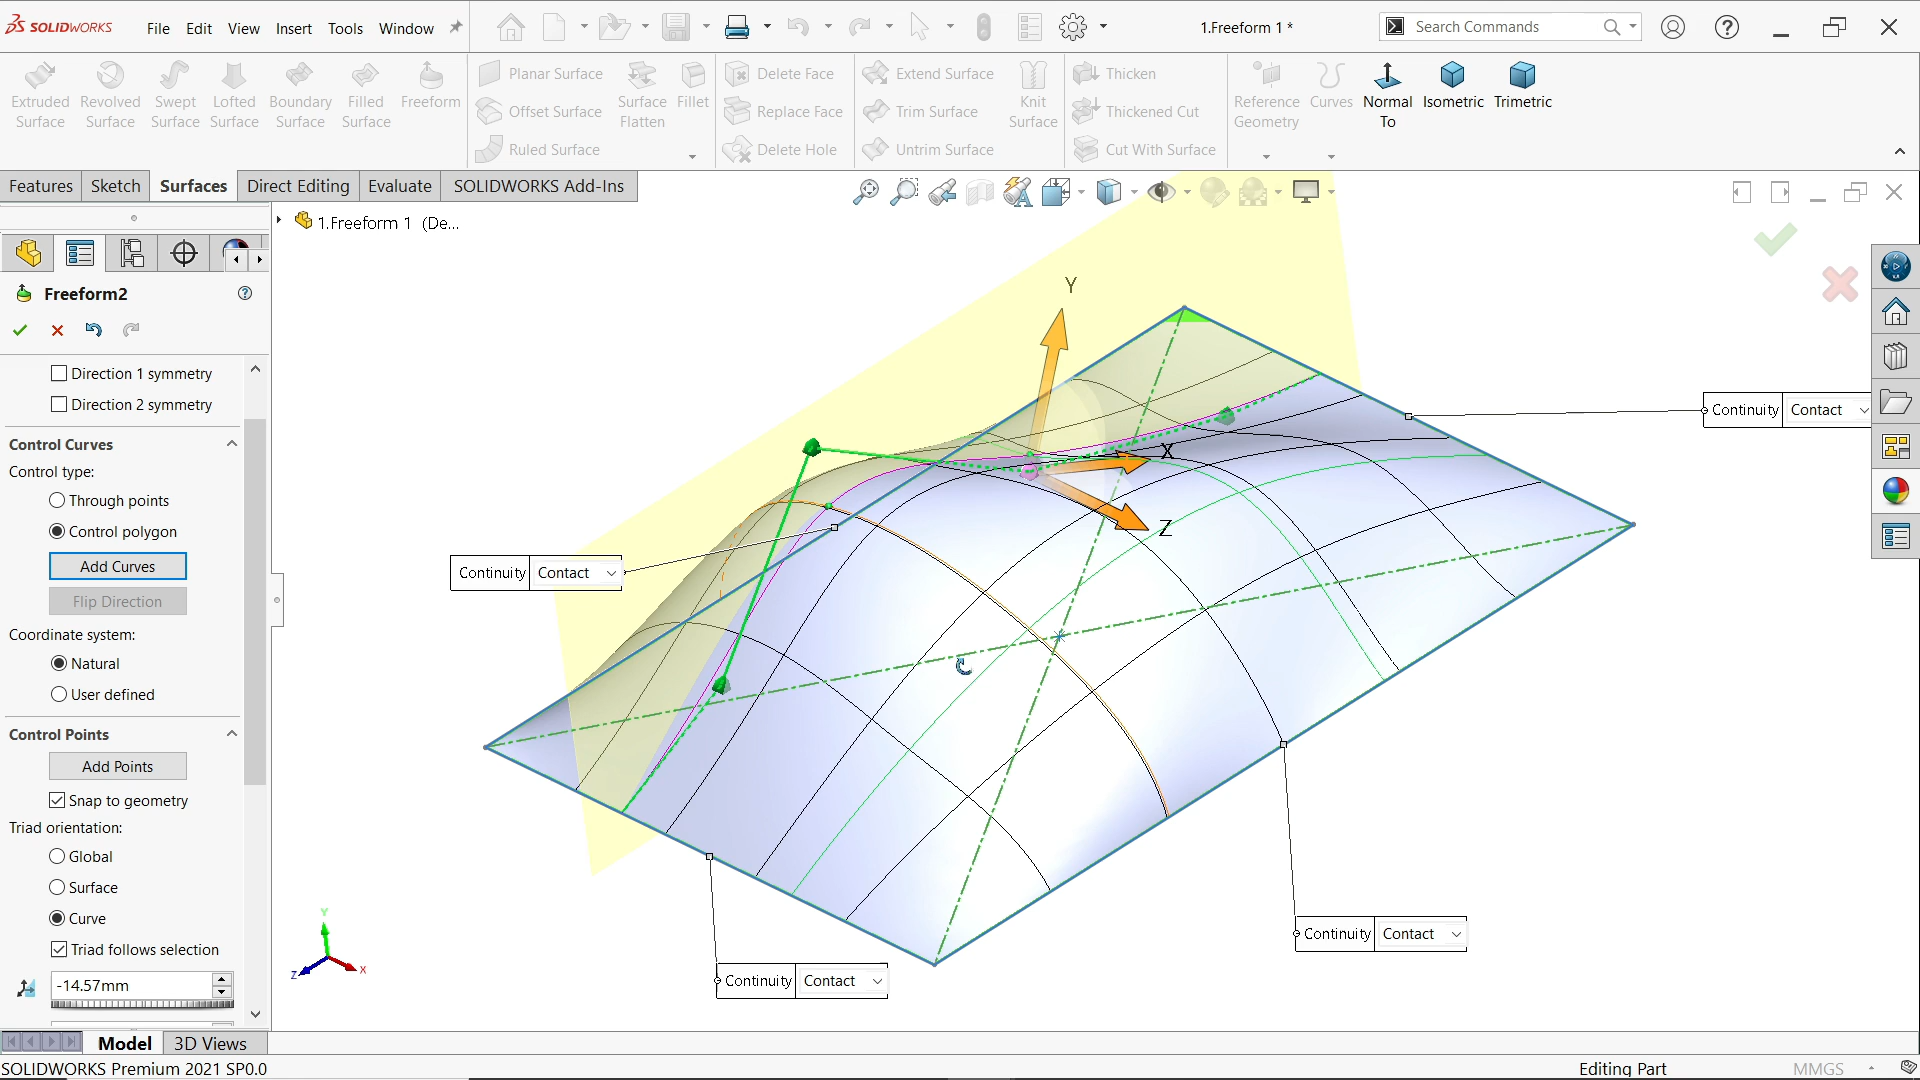 SOLIDWORKS File Edit View Insert Tools Window 1.Freeform 1 * Search Commands
Extruded Surface
Revolved Surface
Swept Surface
Lofted Surface
Boundary Surface
Filled Surface
Freeform
Planar Surface
Offset Surface
Ruled Surface
Surface Flatten
Fillet
Delete Face
Replace Face
Delete Hole
Extend Surface
Trim Surface
Untrim Surface
Knit Surface
Thicken
Thickened Cut
Cut With Surface
Reference Geometry
Curves
Normal To
Isometric
Trimetric
Features Sketch Surfaces Direct Editing Evaluate SOLIDWORKS Add-Ins
1.Freeform 1 (De...
Freeform2
Direction 1 symmetry
Direction 2 symmetry
Control Curves
Control type:
Through points
Control polygon
Add Curves
Flip Direction
Coordinate system:
Natural
User defined
Control Points
Add Points
Snap to geometry
Triad orientation:
Global
Surface
Curve
Triad follows selection
-14.57mm
Y
X
Z
Continuity Contact
Continuity Contact
Continuity Contact
Continuity Contact
Y
Z X
Model 3D Views
SOLIDWORKS Premium 2021 SP0.0 Editing Part MMGS